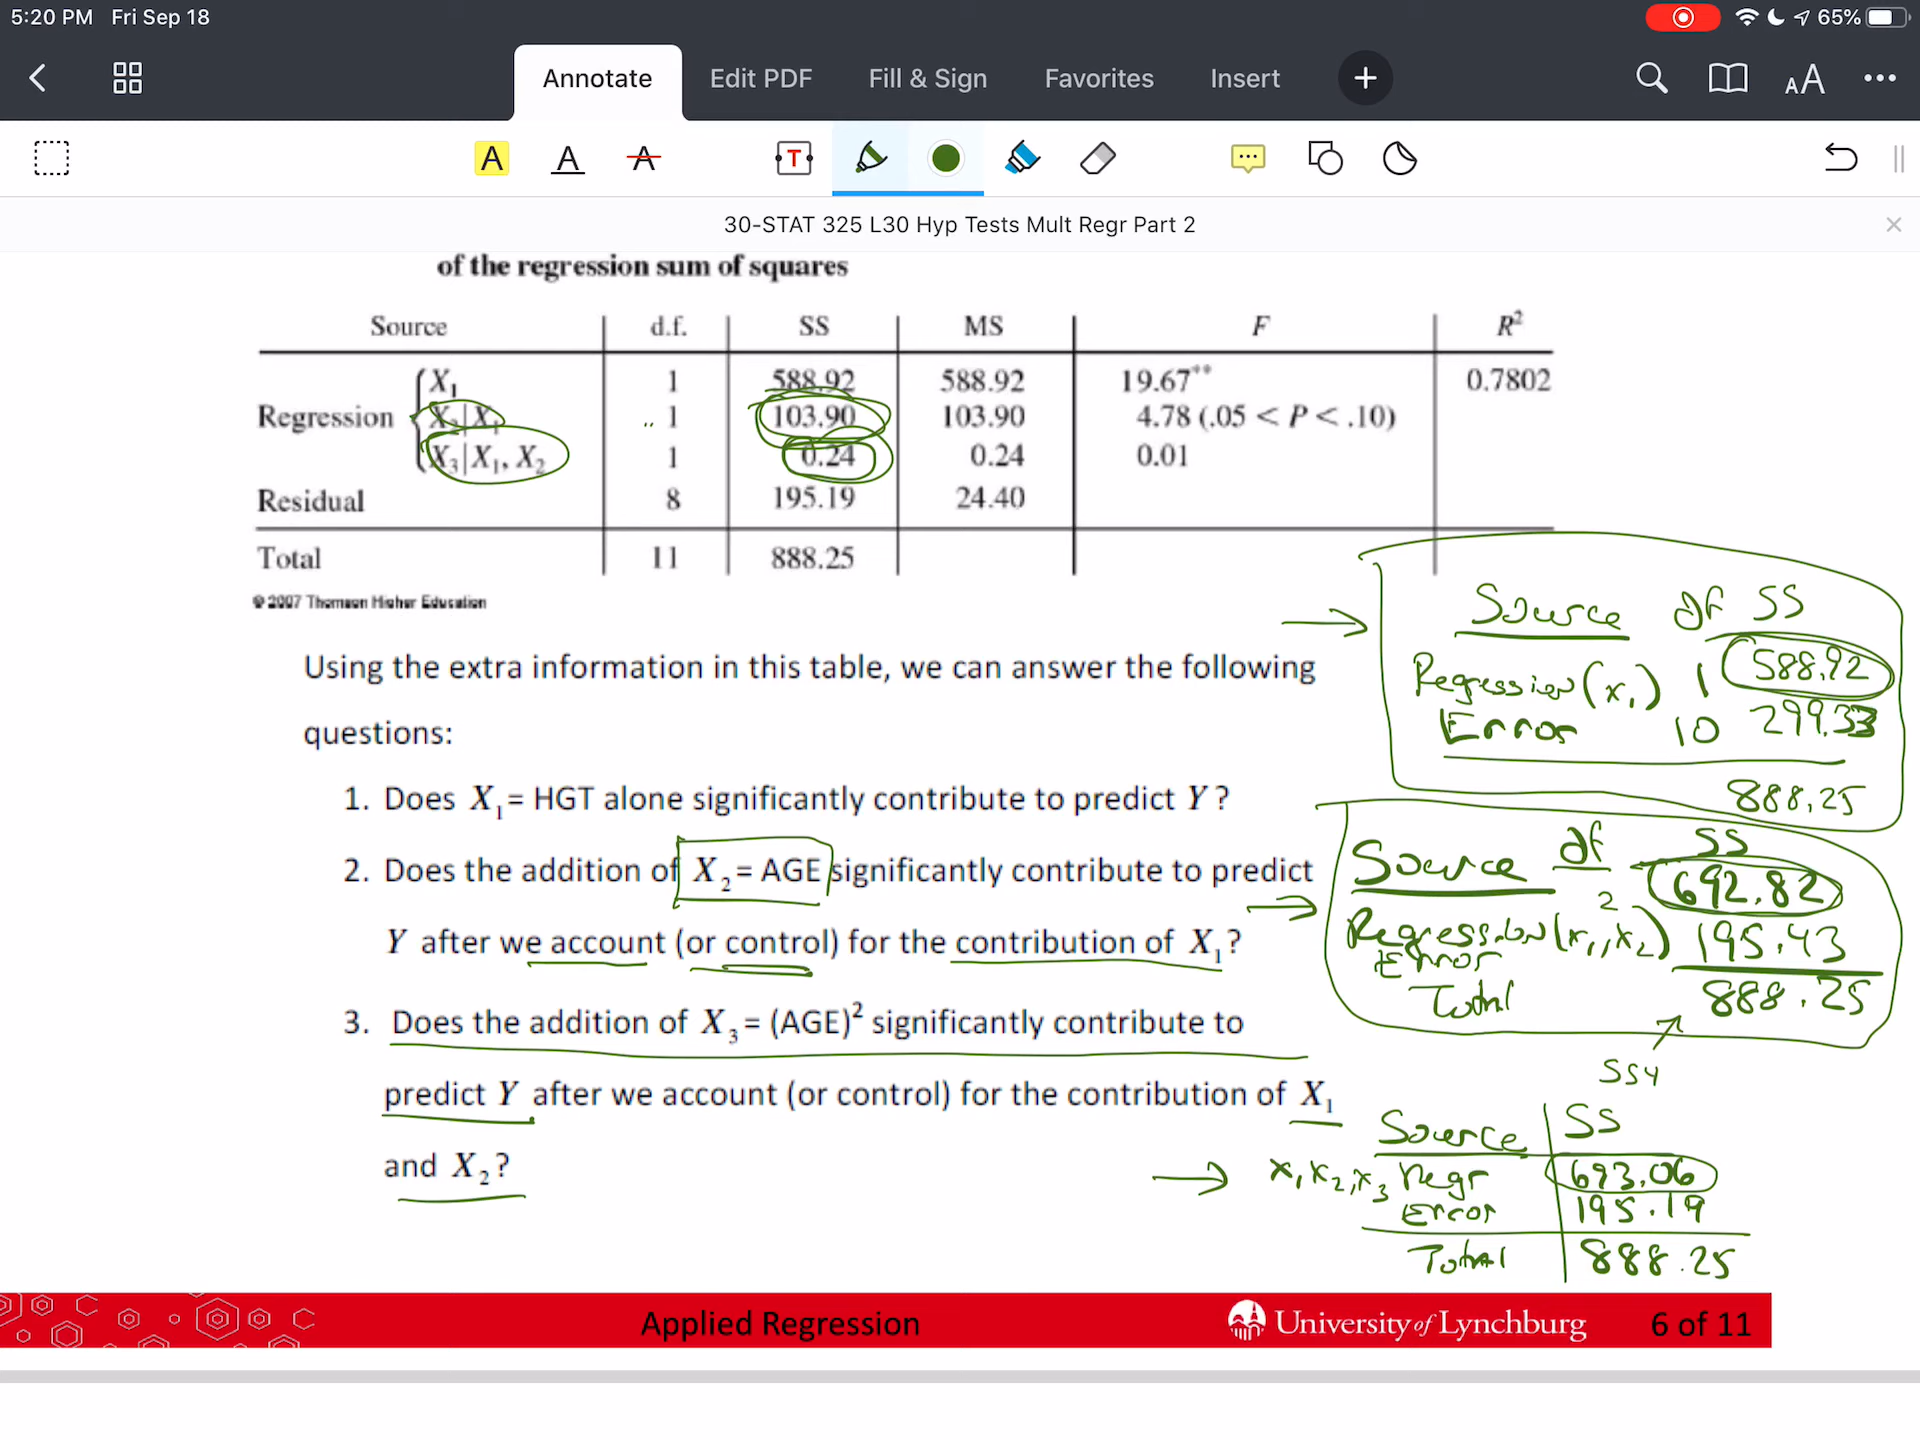 5:20 PM Fri Sep 18 65%
Annotate Edit PDF Fill & Sign Favorites Insert
30-STAT 325 L30 Hyp Tests Mult Regr Part 2
of the regression sum of squares
Source d.f. SS MS F R²
X₁ 1 588.92 588.92 19.67** 0.7802
Regression X₂|X₁ 1 103.90 103.90 4.78 (.05 < P < .10)
X₃|X₁, X₂ 1 0.24 0.24 0.01
Residual 8 195.19 24.40
Total 11 888.25
© 2007 Thomson Higher Education
Source df SS
Regression (x₁) 1 588.92
Error 10 299.33
888.25
Using the extra information in this table, we can answer the following
questions:
1. Does X₁ = HGT alone significantly contribute to predict Y?
2. Does the addition of X₂ = AGE significantly contribute to predict
Y after we account (or control) for the contribution of X₁?
Source df SS
Regression (x₁,x₂) 2 692.82
Error 195.43
Total 888.25
SSY
3. Does the addition of X₃ = (AGE)² significantly contribute to
predict Y after we account (or control) for the contribution of X₁
and X₂?
Source SS
x₁,x₂,x₃ Regr 693.06
Error 195.19
Total 888.25
Applied Regression University of Lynchburg 6 of 11